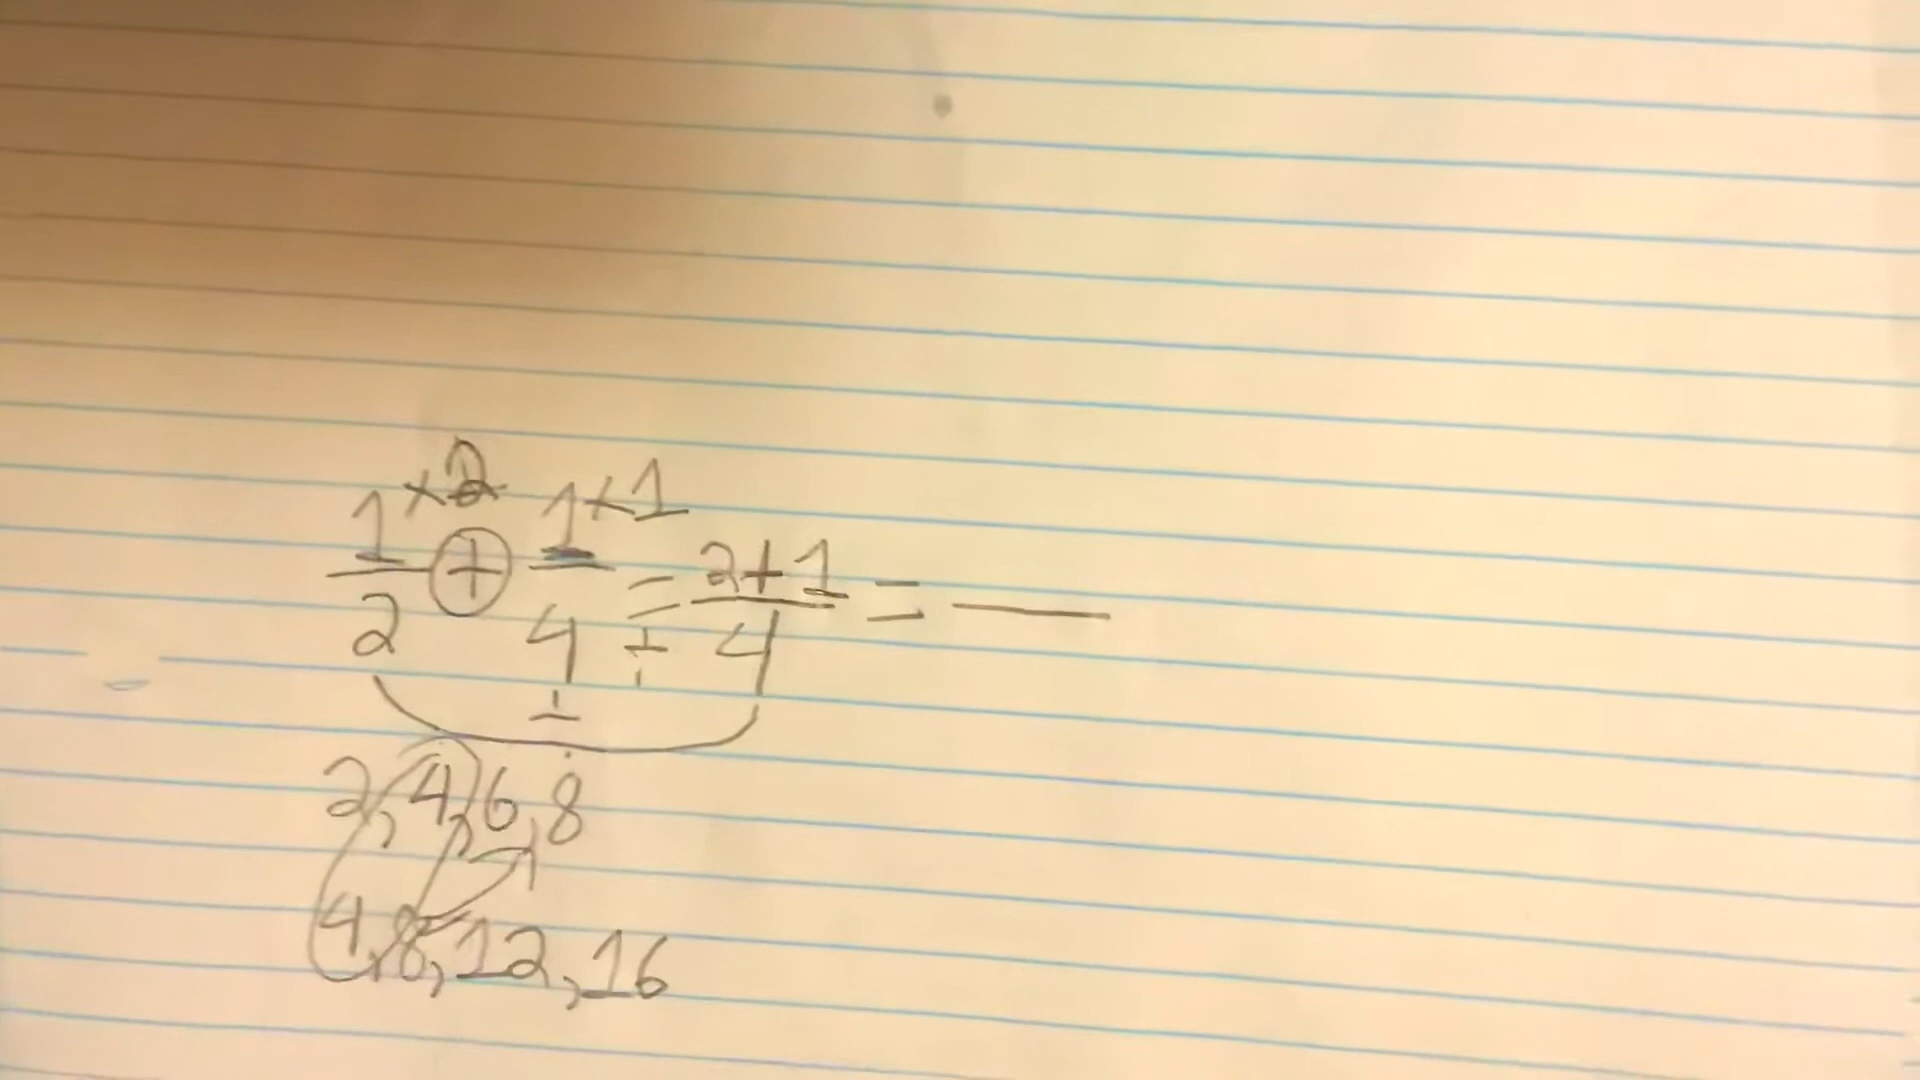 1×2 + 1×1 = 2+1 = —
2 4 ÷ 4
÷
2, 4, 6, 8
4, 8, 12, 16